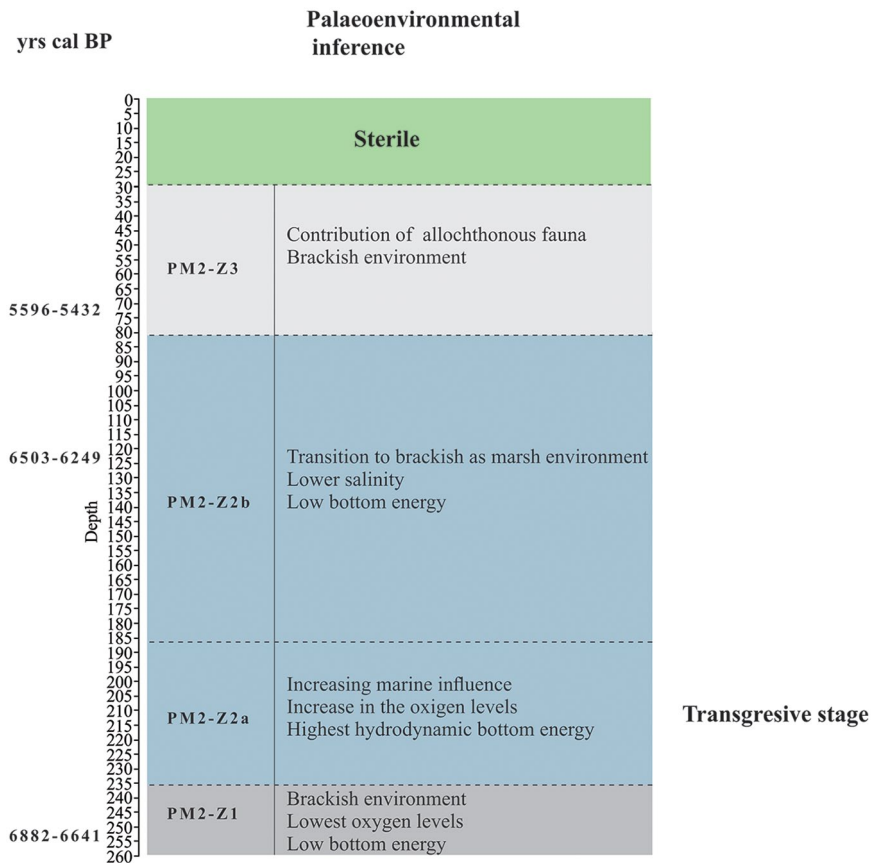 Palaeoenvironmental
inference
yrs cal BP
0
5
10
15
20
25
30
35
40
45
50
55
60
65
70
75
80
85
90
95
100
105
110
115
120
125
130
135
140
145
150
155
160
165
170
175
180
185
190
195
200
205
210
215
220
225
230
235
240
245
250
255
260
Depth
5596-5432
6503-6249
6882-6641
Sterile
PM2-Z3
Contribution of allochthonous fauna
Brackish environment
PM2-Z2b
Transition to brackish as marsh environment
Lower salinity
Low bottom energy
PM2-Z2a
Increasing marine influence
Increase in the oxigen levels
Highest hydrodynamic bottom energy
Transgresive stage
PM2-Z1
Brackish environment
Lowest oxygen levels
Low bottom energy